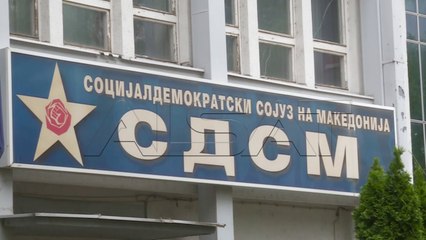 СОЦИЈАЛДЕМОКРАТСКИ СОЈУЗ НА МАКЕДОНИЈА
СДСМ